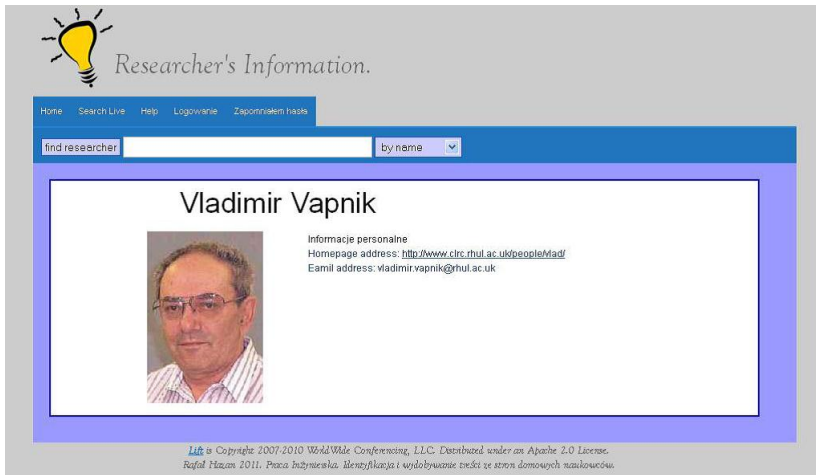 Researcher's Information.
Home Search Live Help Logowanie Zapomniałem hasła
find researcher by name
Vladimir Vapnik
Informacje personalne
Homepage address: http://www.clrc.rhul.ac.uk/people/vlad/
Eamil address: vladimir.vapnik@rhul.ac.uk
Lift is Copyright 2007-2010 WorldWide Conferencing, LLC. Distributed under an Apache 2.0 License.
Rafał Hazan 2011. Praca Inżynierska. Identyfikacja i wydobywanie treści ze stron domowych naukowców.